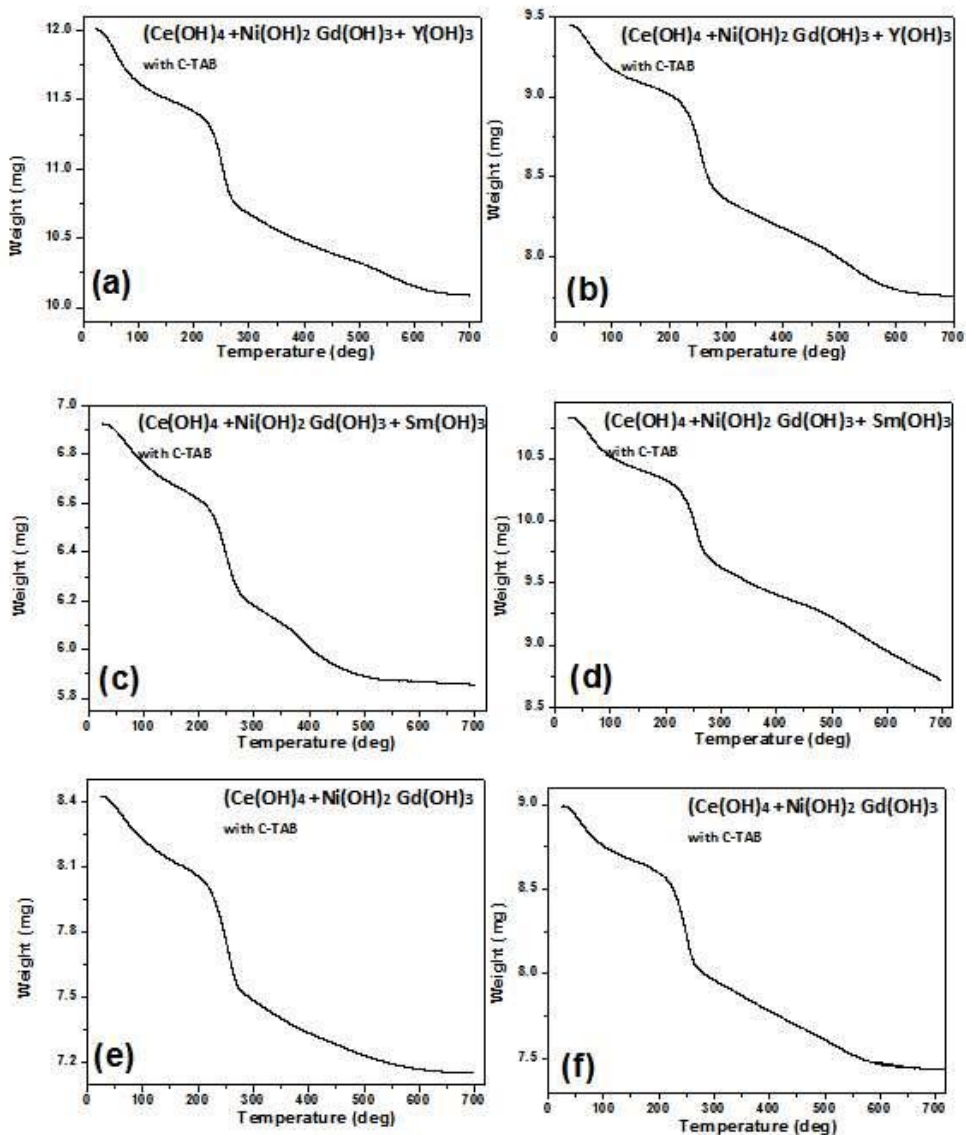 (Ce(OH)4 +Ni(OH)2 Gd(OH)3+ Y(OH)3
with C-TAB
12.0
11.5
11.0
10.5
10.0
Weight (mg)
(a)
0 100 200 300 400 500 600 700
Temperature (deg)
(Ce(OH)4 +Ni(OH)2 Gd(OH)3 + Y(OH)3
with C-TAB
9.5
9.0
8.5
8.0
Weight (mg)
(b)
0 100 200 300 400 500 600 700
Temperature (deg)
(Ce(OH)4 +Ni(OH)2 Gd(OH)3 + Sm(OH)3
with C-TAB
7.0
6.8
6.6
6.4
6.2
6.0
5.8
Weight (mg)
(c)
0 100 200 300 400 500 600 700
Temperature (deg)
(Ce(OH)4 +Ni(OH)2 Gd(OH)3 + Sm(OH)3
with C-TAB
10.5
10.0
9.5
9.0
8.5
Weight (mg)
(d)
0 100 200 300 400 500 600 700
Temperature (deg)
(Ce(OH)4 +Ni(OH)2 Gd(OH)3
with C-TAB
8.4
8.1
7.8
7.5
7.2
Weight (mg)
(e)
0 100 200 300 400 500 600 700
Temperature (deg)
(Ce(OH)4 +Ni(OH)2 Gd(OH)3
with C-TAB
9.0
8.5
8.0
7.5
Weight (mg)
(f)
0 100 200 300 400 500 600 700
Temperature (deg)